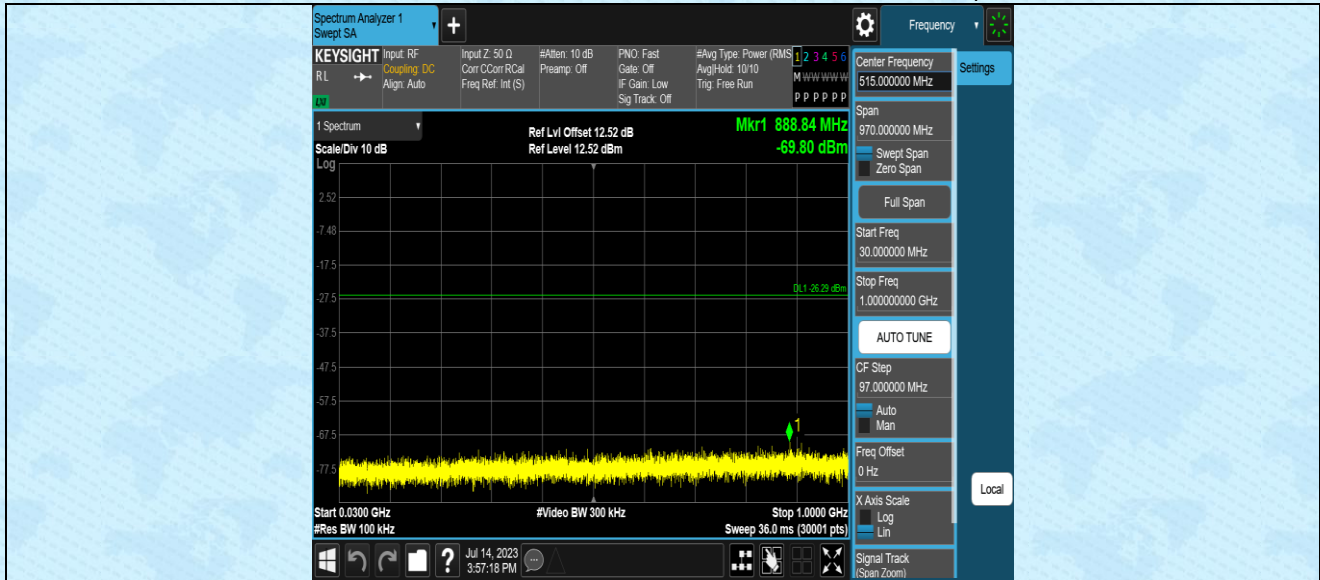 Spectrum Analyzer 1
Swept SA
Frequency
KEYSIGHT
RL
LXI
Input: RF
Coupling: DC
Align: Auto
Input Z: 50 Ω
Corr CCorr RCal
Freq Ref: Int (S)
#Atten: 10 dB
Preamp: Off
PNO: Fast
Gate: Off
IF Gain: Low
Sig Track: Off
#Avg Type: Power (RMS
Avg|Hold: 10/10
Trig: Free Run
1 2 3 4 5 6
M W W W W W
P P P P P P
1 Spectrum
Scale/Div 10 dB
Ref Lvl Offset 12.52 dB
Ref Level 12.52 dBm
Mkr1 888.84 MHz
-69.80 dBm
Log
2.52
-7.48
-17.5
-27.5
-37.5
-47.5
-57.5
-67.5
-77.5
DL1 -26.29 dBm
1
Start 0.0300 GHz
#Res BW 100 kHz
#Video BW 300 kHz
Stop 1.0000 GHz
Sweep 36.0 ms (30001 pts)
Jul 14, 2023
3:57:18 PM
Center Frequency
515.000000 MHz
Settings
Span
970.000000 MHz
Swept Span
Zero Span
Full Span
Start Freq
30.000000 MHz
Stop Freq
1.000000000 GHz
AUTO TUNE
CF Step
97.000000 MHz
Auto
Man
Freq Offset
0 Hz
X Axis Scale
Log
Lin
Local
Signal Track
(Span Zoom)